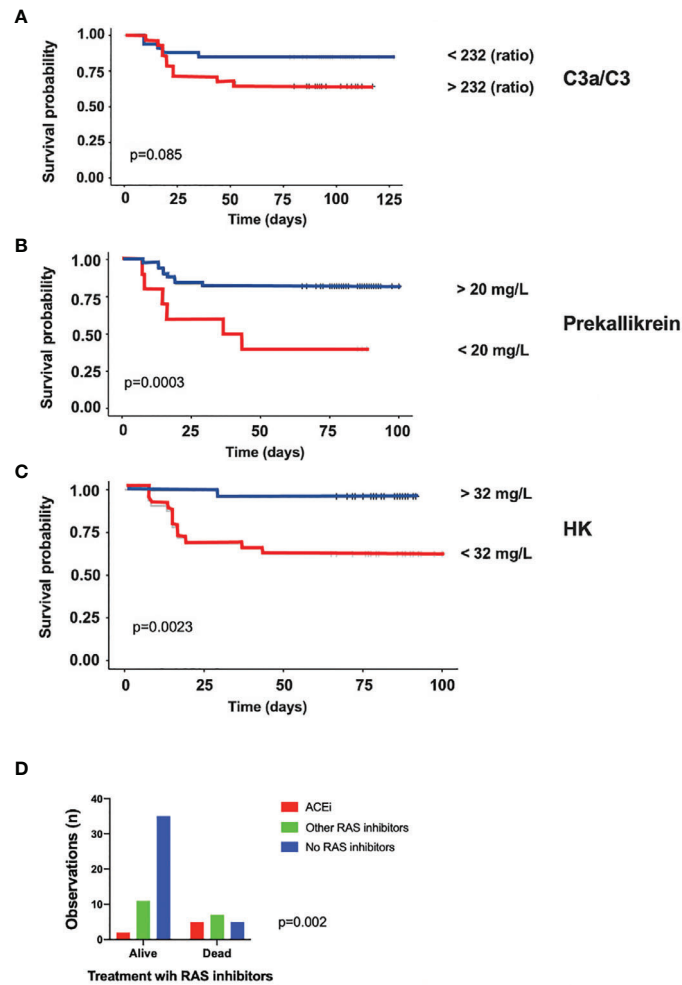 A
Survival probability
1.00
0.75
0.50
0.25
0.00
0 25 50 75 100 125
Time (days)
p=0.085
< 232 (ratio)
> 232 (ratio)
C3a/C3
B
Survival probability
1.00
0.75
0.50
0.25
0.00
0 25 50 75 100
Time (days)
p=0.0003
> 20 mg/L
< 20 mg/L
Prekallikrein
C
Survival probability
1.00
0.75
0.50
0.25
0.00
0 25 50 75 100
Time (days)
p=0.0023
> 32 mg/L
< 32 mg/L
HK
D
Observations (n)
40
30
20
10
0
Alive Dead
Treatment wih RAS inhibitors
ACEi
Other RAS inhibitors
No RAS inhibitors
p=0.002